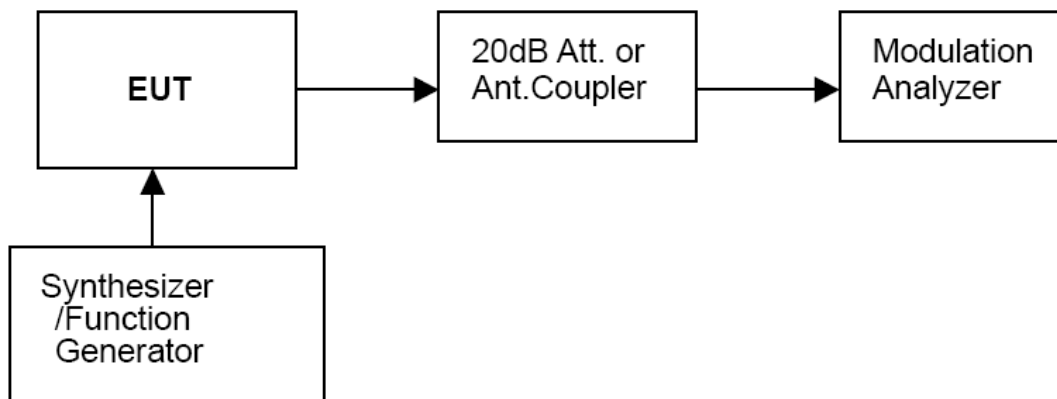 EUT
20dB Att. or
Ant.Coupler
Modulation
Analyzer
Synthesizer
/Function
Generator